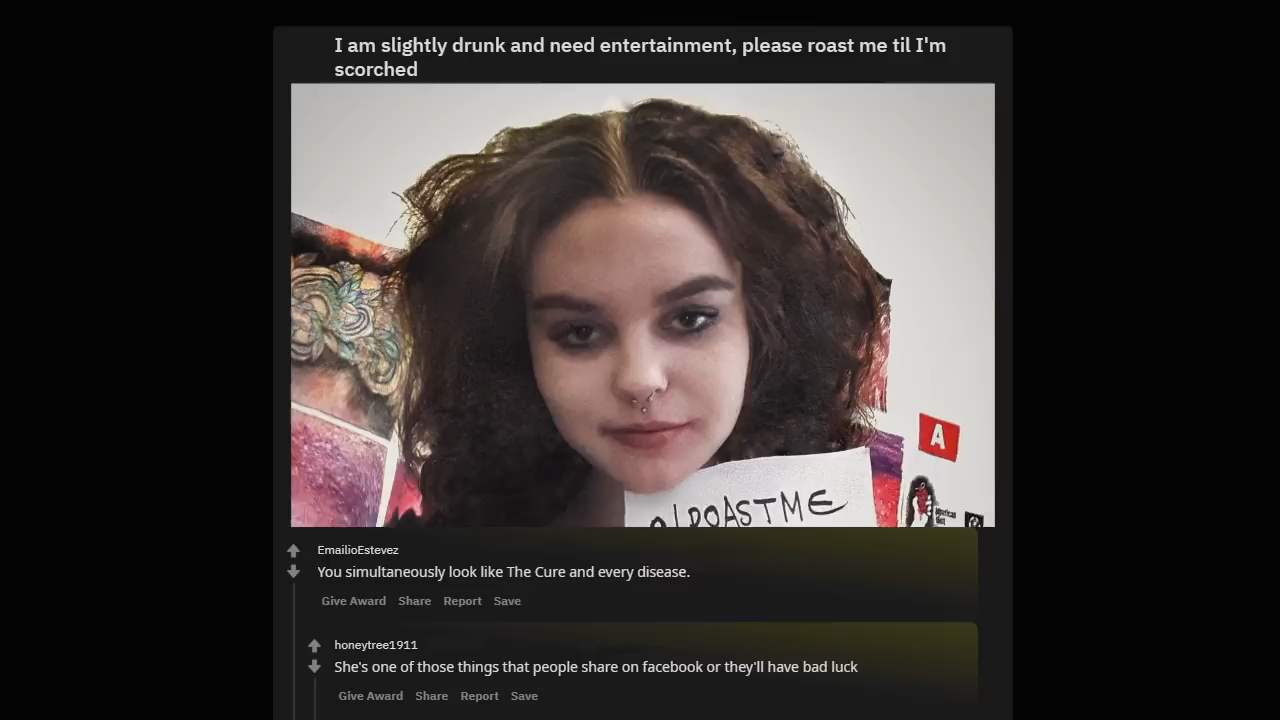 I am slightly drunk and need entertainment, please roast me til I'm
scorched
A
ROASTME
american
EmailioEstevez
You simultaneously look like The Cure and every disease.
Give Award Share Report Save
honeytree1911
She's one of those things that people share on facebook or they'll have bad luck
Give Award Share Report Save